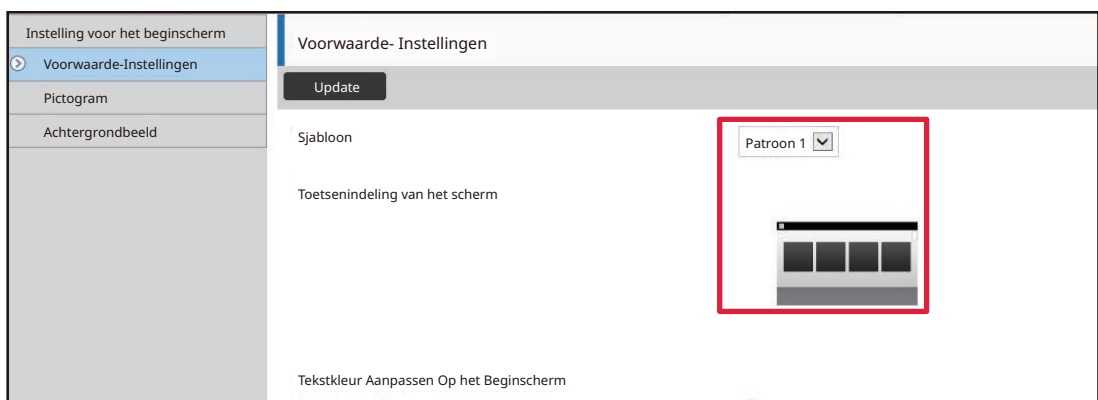 Instelling voor het beginscherm
Voorwaarde-Instellingen
Pictogram
Achtergrondbeeld
Voorwaarde- Instellingen
Update
Sjabloon
Patroon 1
Toetsenindeling van het scherm
Tekstkleur Aanpassen Op het Beginscherm